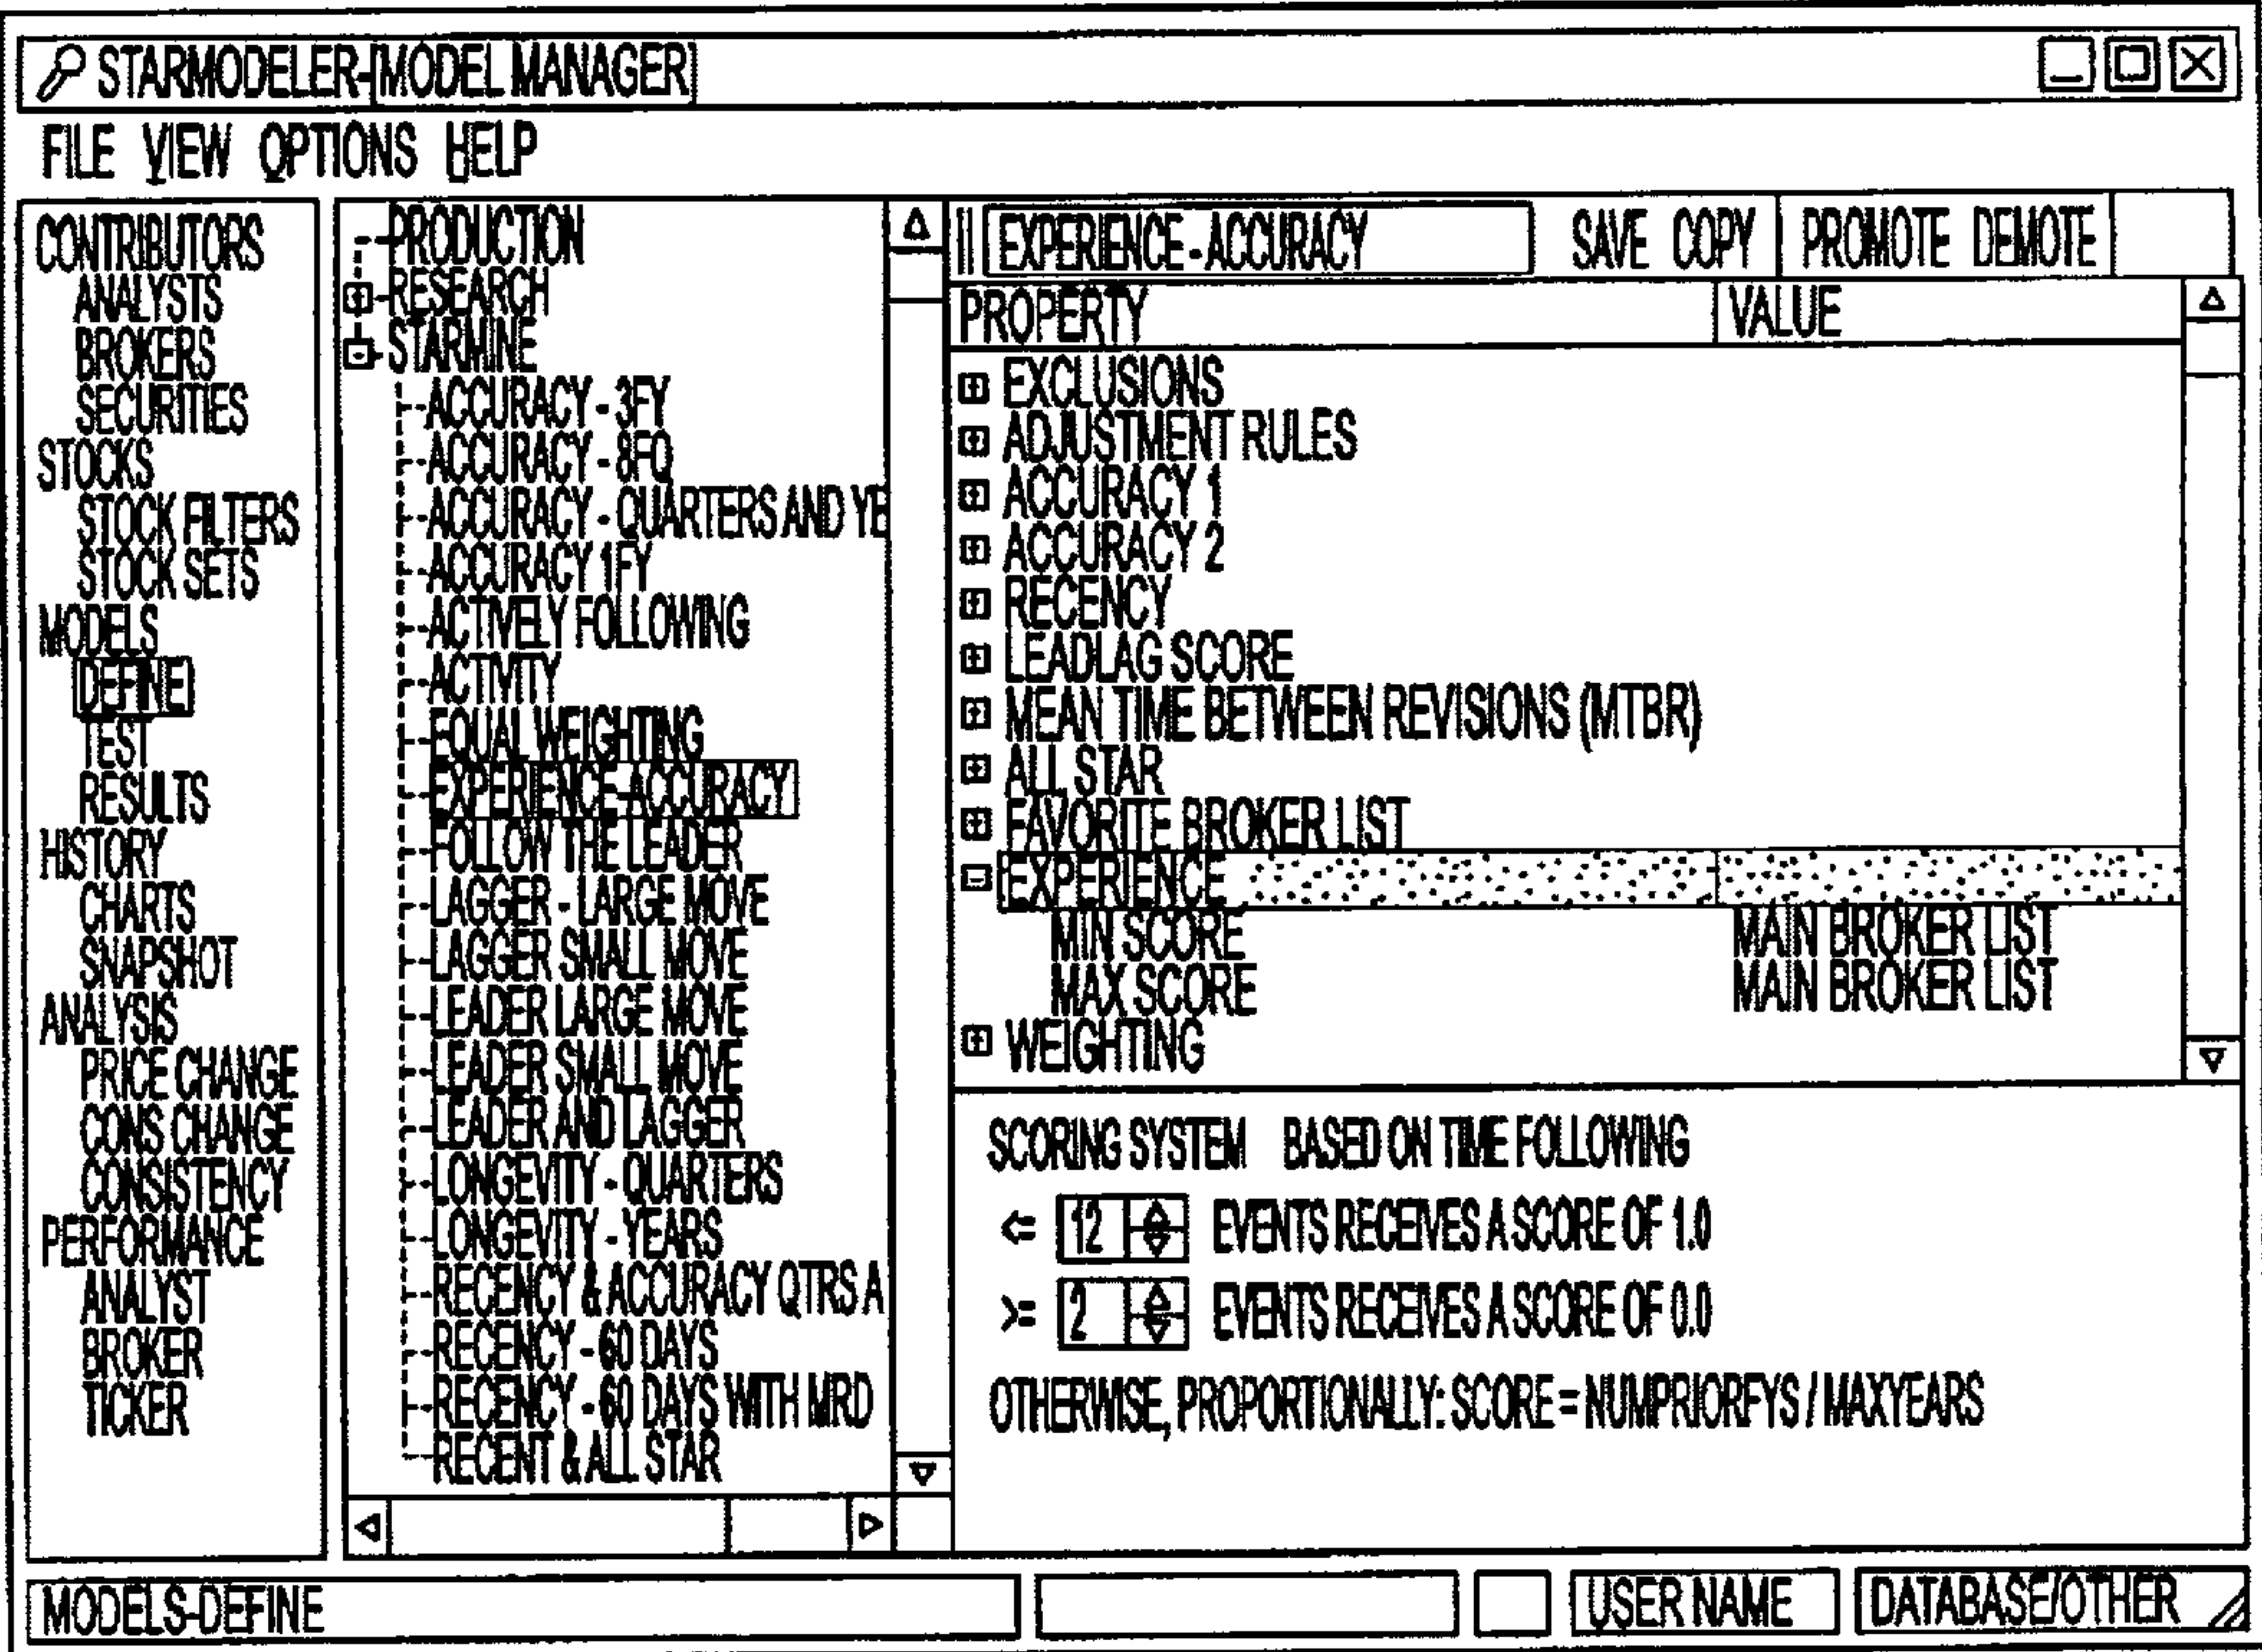 STARMODELER-[MODEL MANAGER]
FILE VIEW OPTIONS HELP
CONTRIBUTORS
ANALYSTS
BROKERS
SECURITIES
STOCKS
STOCK FILTERS
STOCK SETS
MODELS
DEFINE
TEST
RESULTS
HISTORY
CHARTS
SNAPSHOT
ANALYSIS
PRICE CHANGE
CONS CHANGE
CONSISTENCY
PERFORMANCE
ANALYST
BROKER
TICKER
PRODUCTION
RESEARCH
STARMINE
ACCURACY - 3FY
ACCURACY - 8FQ
ACCURACY - QUARTERS AND YE
ACCURACY 1FY
ACTIVELY FOLLOWING
ACTIVITY
EQUAL WEIGHTING
EXPERIENCE-ACCURACY
FOLLOW THE LEADER
LAGGER - LARGE MOVE
LAGGER SMALL MOVE
LEADER LARGE MOVE
LEADER SMALL MOVE
LEADER AND LAGGER
LONGEVITY - QUARTERS
LONGEVITY - YEARS
RECENCY & ACCURACY QTRS A
RECENCY - 60 DAYS
RECENCY - 60 DAYS WITH MRD
RECENT & ALL STAR
EXPERIENCE - ACCURACY SAVE COPY PROMOTE DEMOTE
PROPERTY VALUE
EXCLUSIONS
ADJUSTMENT RULES
ACCURACY 1
ACCURACY 2
RECENCY
LEADLAG SCORE
MEAN TIME BETWEEN REVISIONS (MTBR)
ALL STAR
FAVORITE BROKER LIST
EXPERIENCE
MIN SCORE MAIN BROKER LIST
MAX SCORE MAIN BROKER LIST
WEIGHTING
SCORING SYSTEM BASED ON TIME FOLLOWING
<= 12 EVENTS RECEIVES A SCORE OF 1.0
>= 2 EVENTS RECEIVES A SCORE OF 0.0
OTHERWISE, PROPORTIONALLY: SCORE = NUMPRIORFYS / MAXYEARS
MODELS-DEFINE USER NAME DATABASE/OTHER